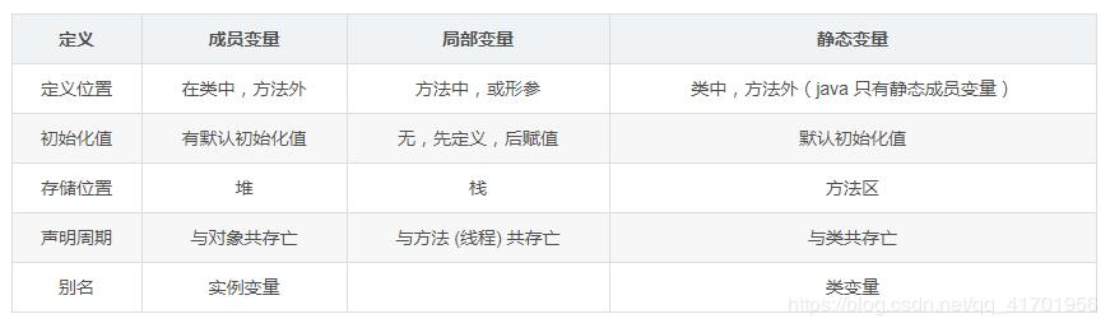 定义 成员变量 局部变量 静态变量
定义位置 在类中，方法外 方法中，或形参 类中，方法外（java 只有静态成员变量）
初始化值 有默认初始化值 无，先定义，后赋值 默认初始化值
存储位置 堆 栈 方法区
声明周期 与对象共存亡 与方法 (线程) 共存亡 与类共存亡
别名 实例变量 类变量
https://blog.csdn.net/qq_41701956